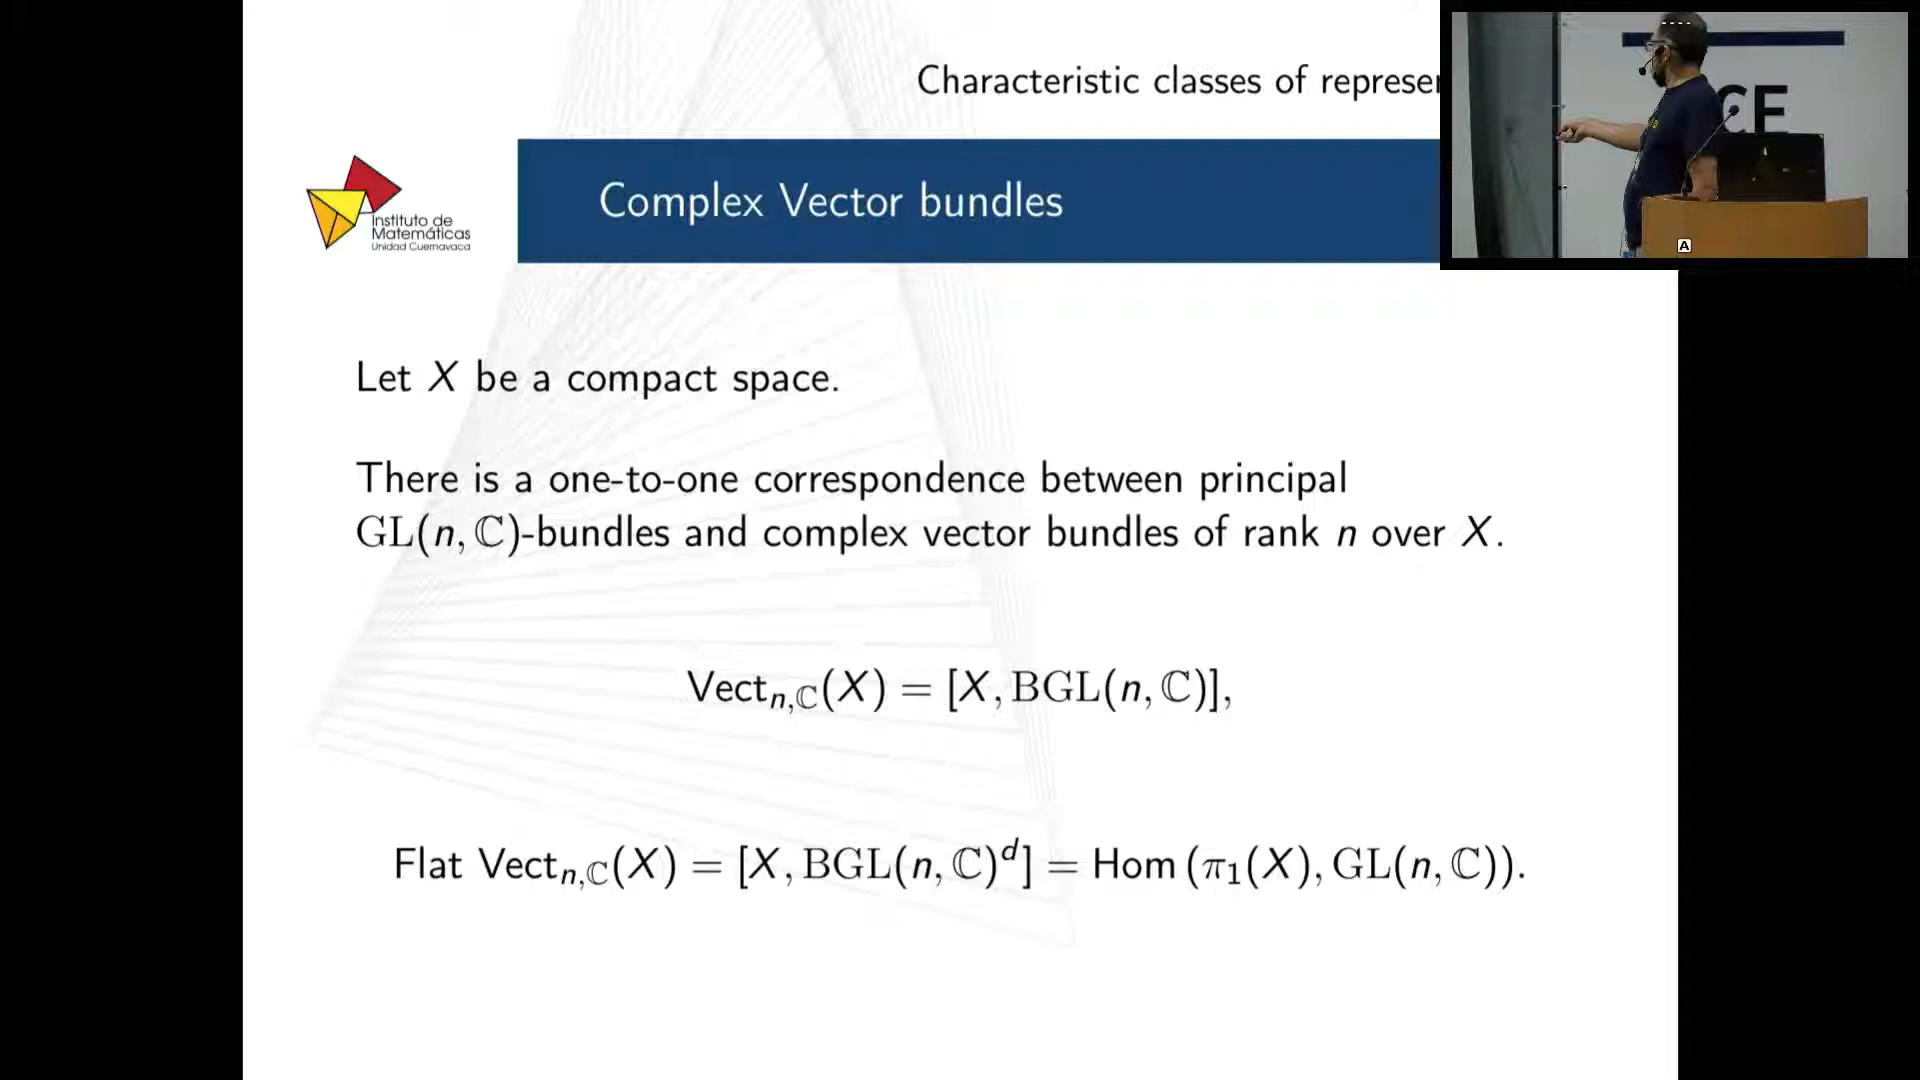 Characteristic classes of
Instituto de
Matemáticas
Unidad Cuernavaca
Complex Vector bundles
CE
A
Let X be a compact space.
There is a one-to-one correspondence between principal
GL(n, ℂ)-bundles and complex vector bundles of rank n over X.
Vect_{n,ℂ}(X) = [X, BGL(n, ℂ)],
Flat Vect_{n,ℂ}(X) = [X, BGL(n, ℂ)^d] = Hom (π₁(X), GL(n, ℂ)).